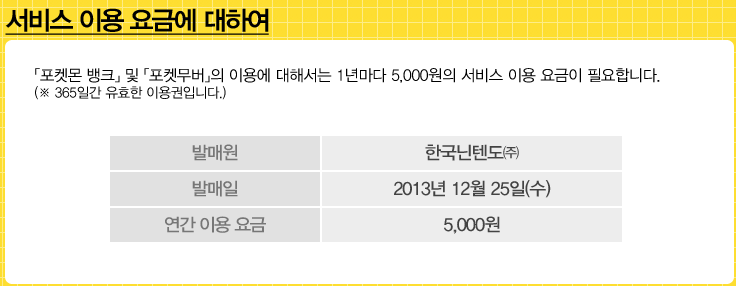 서비스 이용 요금에 대하여
「포켓몬 뱅크」 및 「포켓무버」의 이용에 대해서는 1년마다 5,000원의 서비스 이용 요금이 필요합니다.
(※ 365일간 유효한 이용권입니다.)
발매원 한국닌텐도㈜
발매일 2013년 12월 25일(수)
연간 이용 요금 5,000원